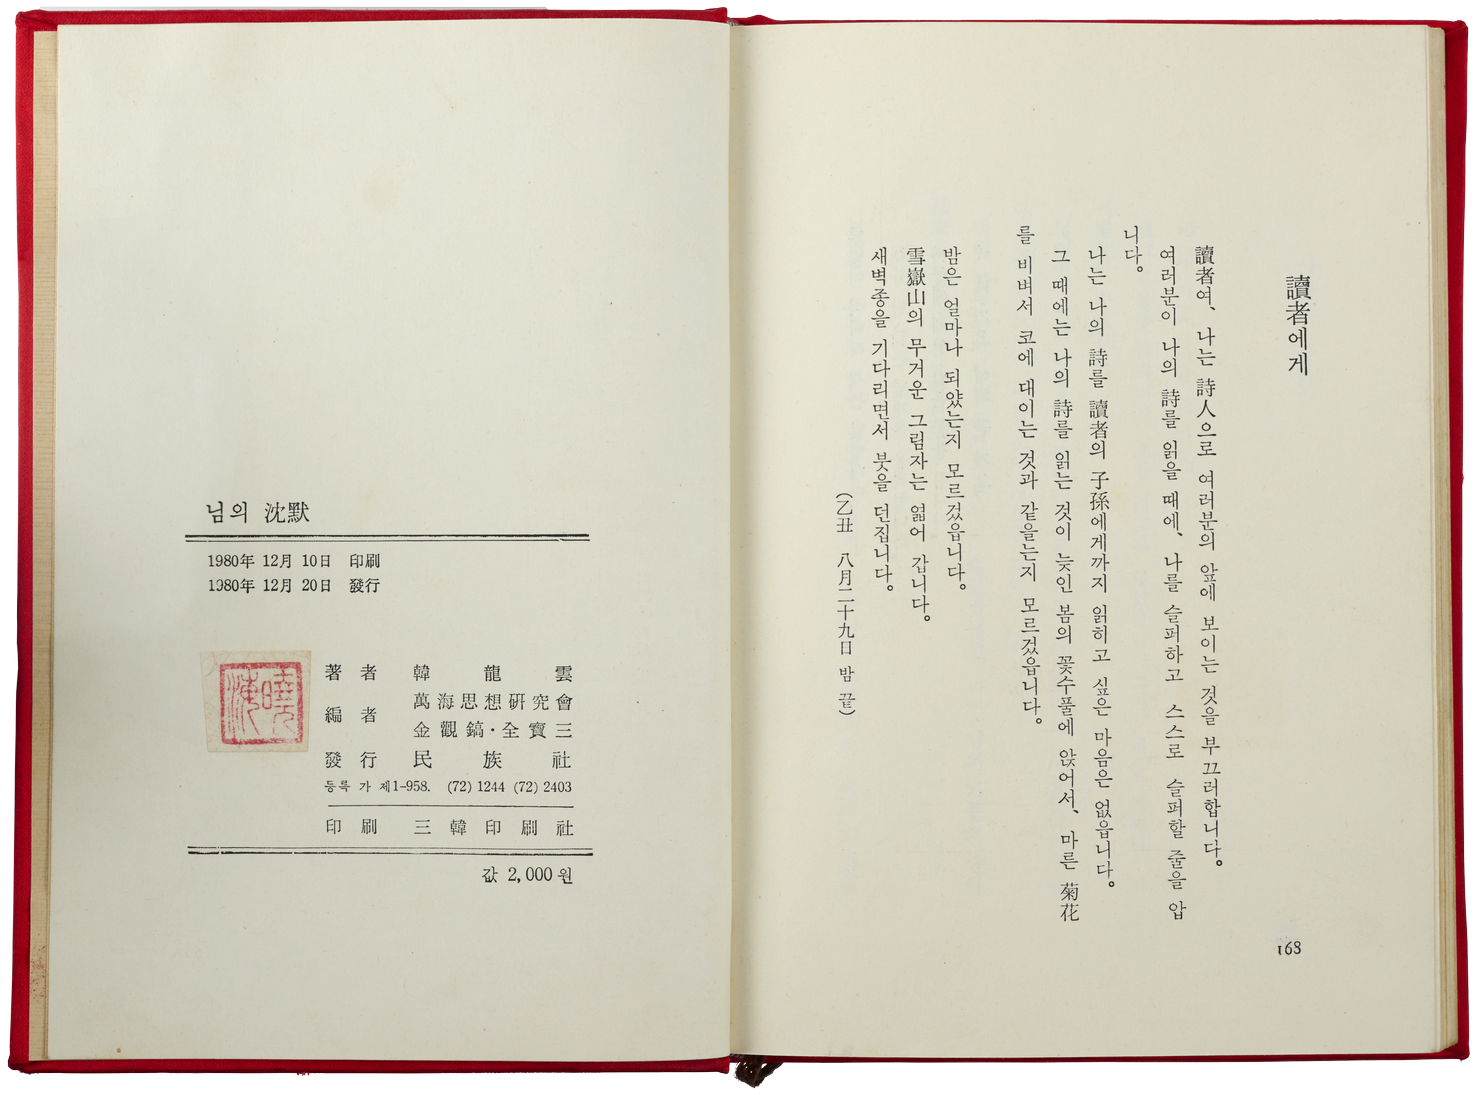 讀者에게
讀者여、나는 詩人으로 여러분의 앞에 보이는 것을 부끄러합니다。
여러분이 나의 詩를 읽을 때에、나를 슬퍼하고 스스로 슬퍼할 줄을 압
니다。
나는 나의 詩를 讀者의 子孫에게까지 읽히고 싶은 마음은 없읍니다。
그 때에는 나의 詩를 읽는 것이 늦인 봄의 꽃수풀에 앉어서、마른 菊花
를 비벼서 코에 대이는 것과 같을는지 모르겄읍니다。
밤은 얼마나 되얐는지 모르겄읍니다。
雪嶽山의 무거운 그림자는 엷어 갑니다。
새벽종을 기다리면서 붓을 던집니다。
(乙丑 八月二十九日 밤 끝)
168
님의 沈默
1980年 12月 10日 印刷
1980年 12月 20日 發行
著者 韓龍雲
編者 萬海思想硏究會
金觀鎬·全寶三
發行 民族社
등록 가 제1-958. (72) 1244 (72) 2403
印刷 三韓印刷社
값 2,000원